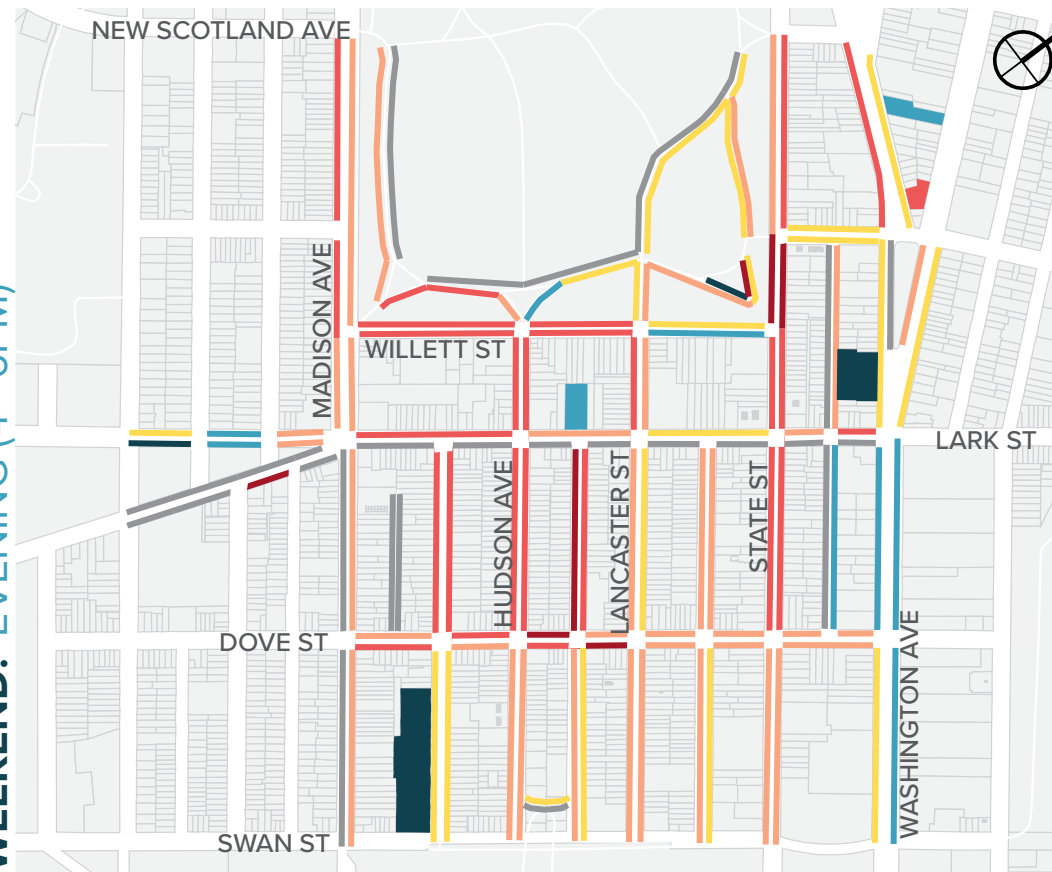 NEW SCOTLAND AVE
MADISON AVE
WILLETT ST
LARK ST
HUDSON AVE
LANCASTER ST
STATE ST
DOVE ST
WASHINGTON AVE
SWAN ST
WEEKEND: EVENING